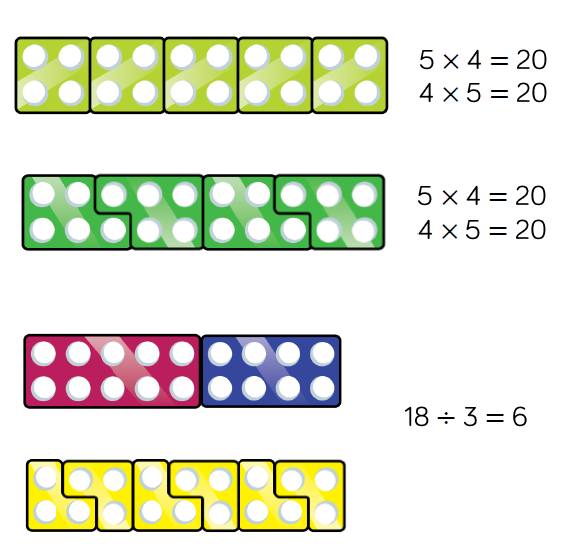 5 × 4 = 20
4 × 5 = 20
5 × 4 = 20
4 × 5 = 20
18 ÷ 3 = 6